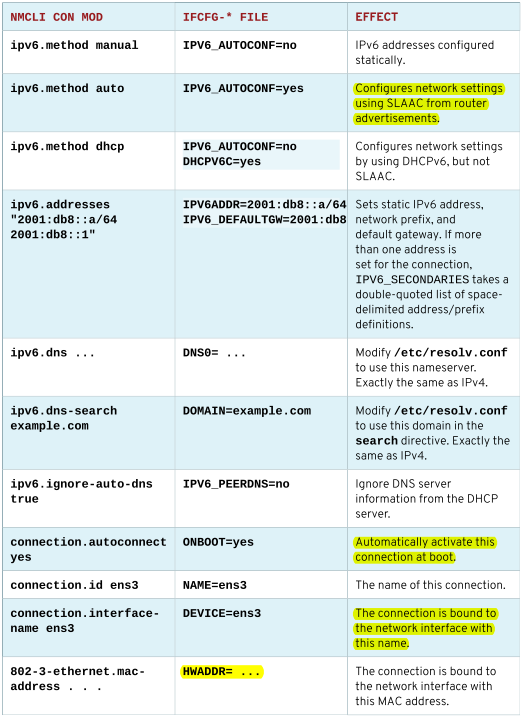 NMCLI CON MOD IFCFG-* FILE EFFECT
ipv6.method manual IPV6_AUTOCONF=no IPv6 addresses configured
statically.
ipv6.method auto IPV6_AUTOCONF=yes Configures network settings
using SLAAC from router
advertisements.
ipv6.method dhcp IPV6_AUTOCONF=no Configures network settings
DHCPV6C=yes by using DHCPv6, but not
SLAAC.
ipv6.addresses IPV6ADDR=2001:db8::a/64 Sets static IPv6 address,
"2001:db8::a/64 IPV6_DEFAULTGW=2001:db8 network prefix, and
2001:db8::1" default gateway. If more
than one address is
set for the connection,
IPV6_SECONDARIES takes a
double-quoted list of space-
delimited address/prefix
definitions.
ipv6.dns ... DNS0= ... Modify /etc/resolv.conf
to use this nameserver.
Exactly the same as IPv4.
ipv6.dns-search DOMAIN=example.com Modify /etc/resolv.conf
example.com to use this domain in the
search directive. Exactly the
same as IPv4.
ipv6.ignore-auto-dns IPV6_PEERDNS=no Ignore DNS server
true information from the DHCP
server.
connection.autoconnect ONBOOT=yes Automatically activate this
yes connection at boot.
connection.id ens3 NAME=ens3 The name of this connection.
connection.interface- DEVICE=ens3 The connection is bound to
name ens3 the network interface with
this name.
802-3-ethernet.mac- HWADDR= ... The connection is bound to
address . . . the network interface with
this MAC address.